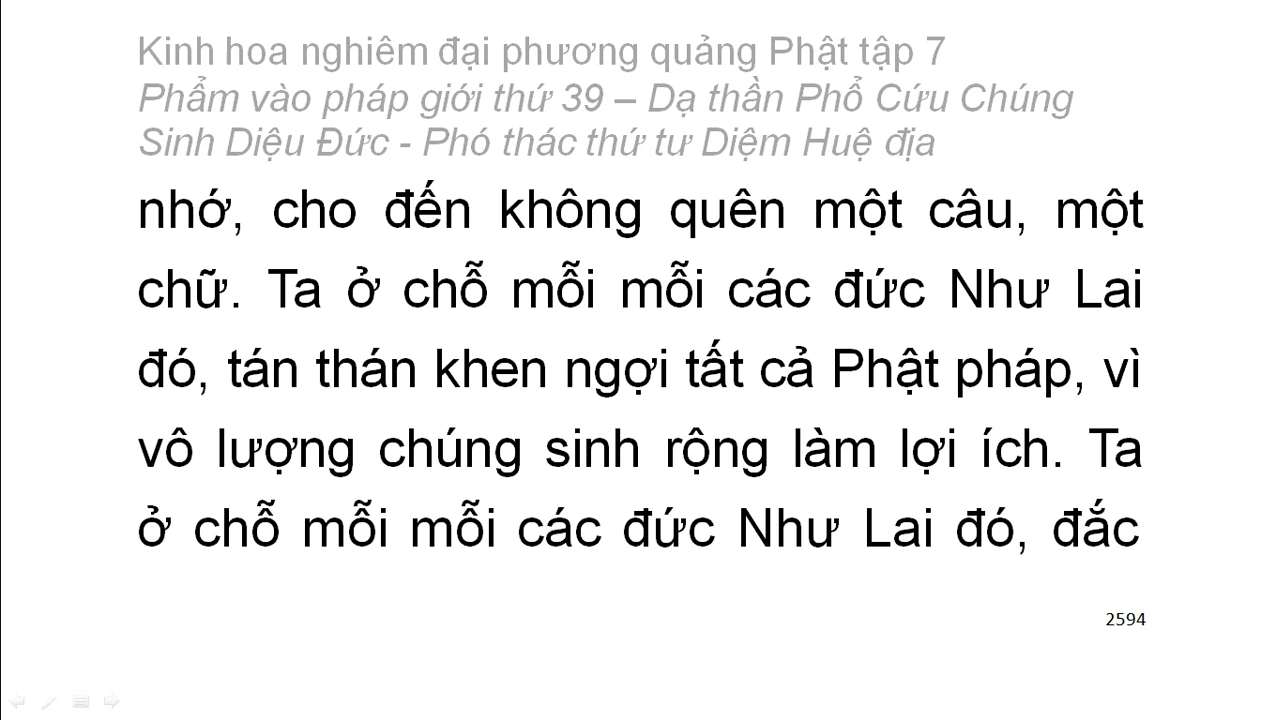 Kinh hoa nghiêm đại phương quảng Phật tập 7
Phẩm vào pháp giới thứ 39 – Dạ thần Phổ Cứu Chúng
Sinh Diệu Đức - Phó thác thứ tư Diệm Huệ địa
nhớ, cho đến không quên một câu, một
chữ. Ta ở chỗ mỗi mỗi các đức Như Lai
đó, tán thán khen ngợi tất cả Phật pháp, vì
vô lượng chúng sinh rộng làm lợi ích. Ta
ở chỗ mỗi mỗi các đức Như Lai đó, đắc
2594